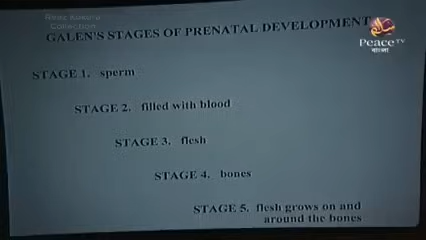 GALEN'S STAGES OF PRENATAL DEVELOPMENT
Collection
Peace TV
বাংলা
STAGE 1. sperm
STAGE 2. filled with blood
STAGE 3. flesh
STAGE 4. bones
STAGE 5. flesh grows on and
around the bones